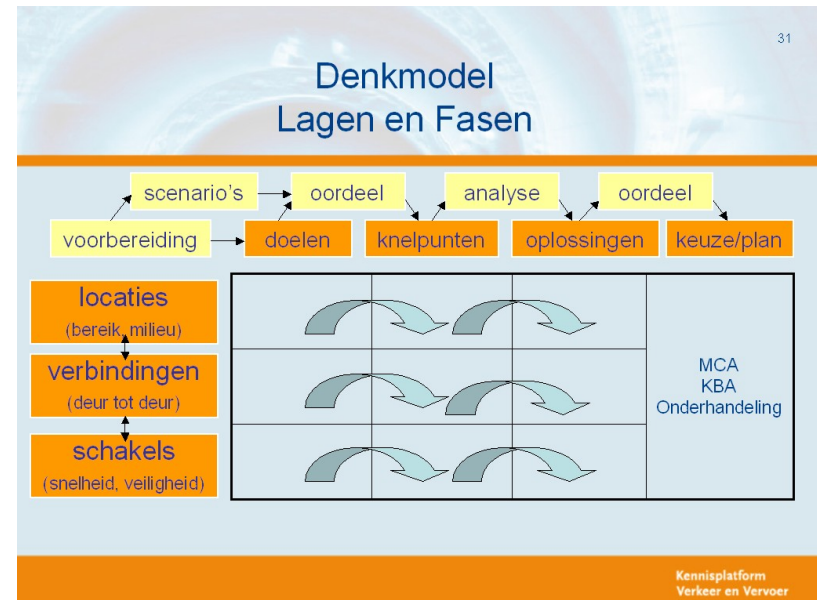 31
Denkmodel
Lagen en Fasen
scenario's oordeel analyse oordeel
voorbereiding doelen knelpunten oplossingen keuze/plan
locaties
(bereik, milieu)
verbindingen
(deur tot deur)
schakels
(snelheid, veiligheid)
MCA
KBA
Onderhandeling
Kennisplatform
Verkeer en Vervoer